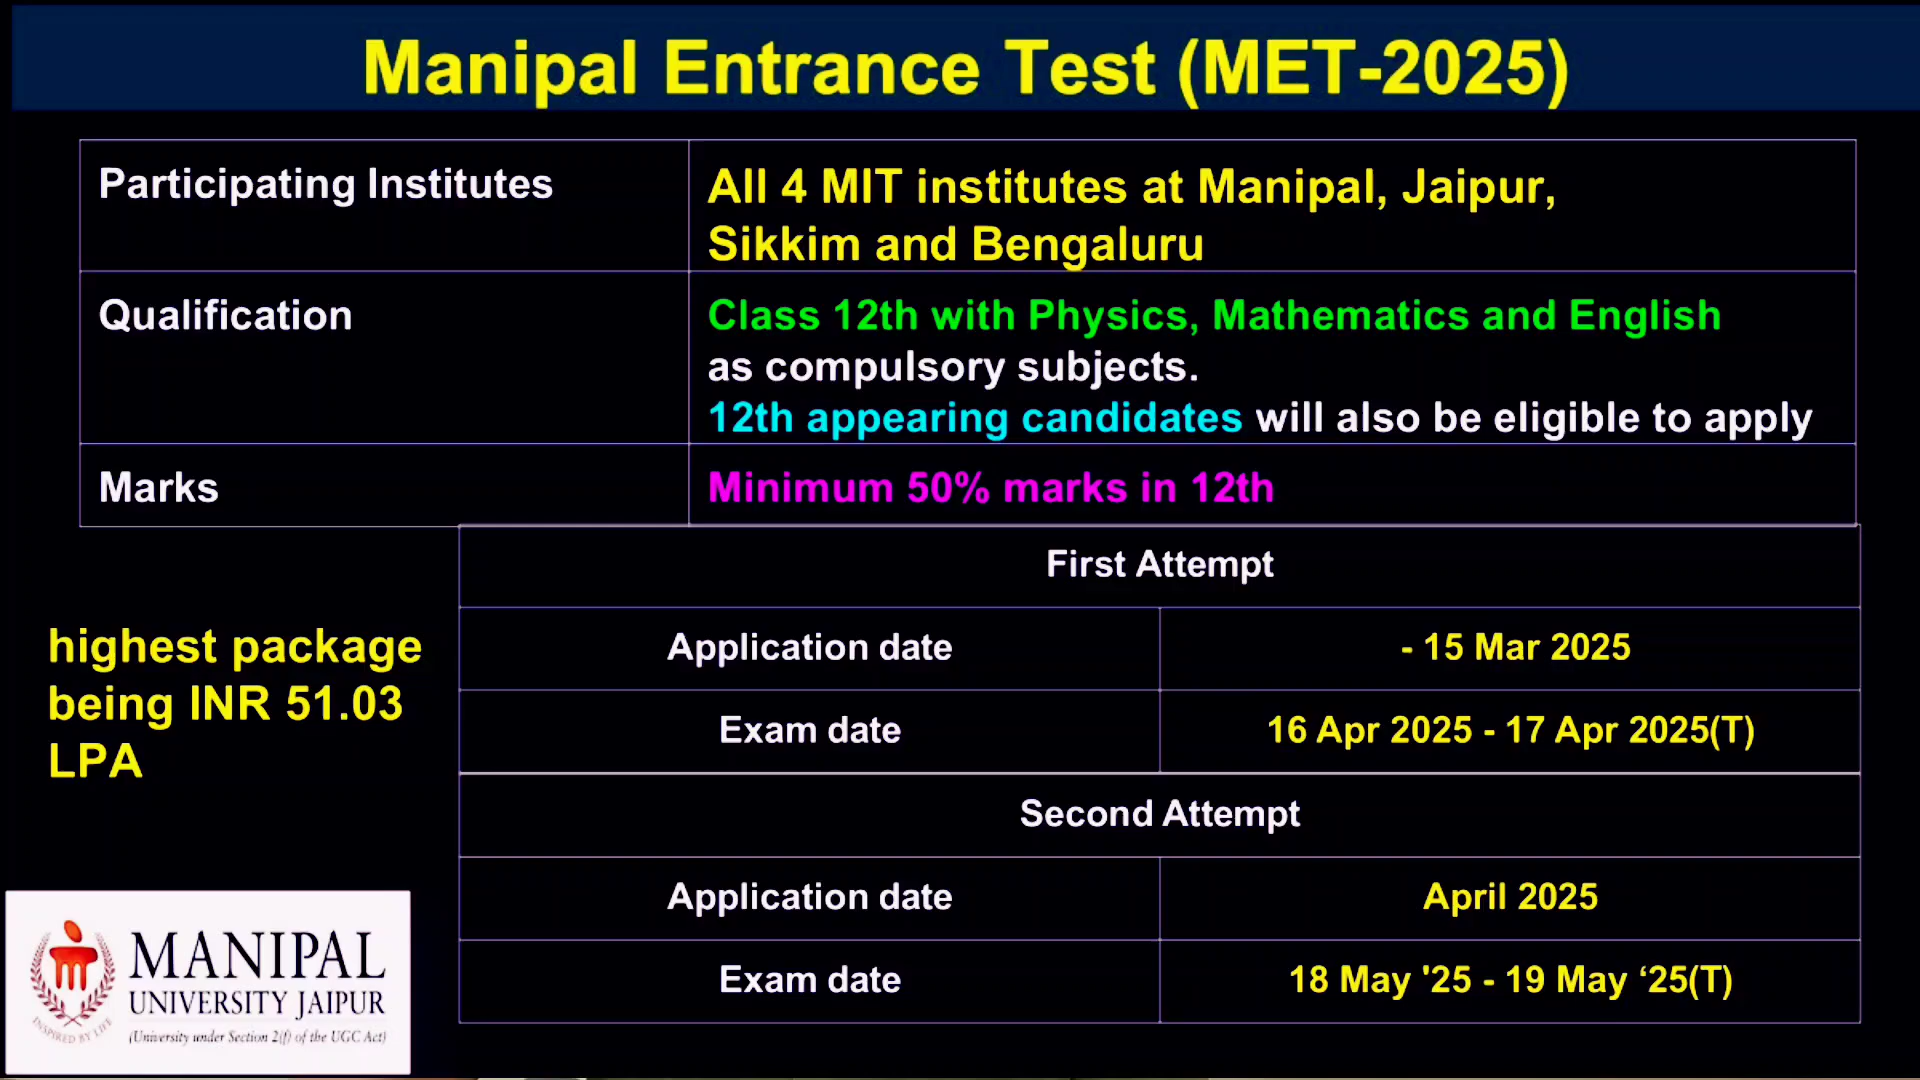 Manipal Entrance Test (MET-2025)
Participating Institutes
All 4 MIT institutes at Manipal, Jaipur,
Sikkim and Bengaluru
Qualification
Class 12th with Physics, Mathematics and English
as compulsory subjects.
12th appearing candidates will also be eligible to apply
Marks
Minimum 50% marks in 12th
highest package
being INR 51.03
LPA
First Attempt
Application date
- 15 Mar 2025
Exam date
16 Apr 2025 - 17 Apr 2025(T)
Second Attempt
Application date
April 2025
Exam date
18 May '25 - 19 May ‘25(T)
MANIPAL
UNIVERSITY JAIPUR
(University under Section 2(f) of the UGC Act)
INSPIRED BY LIFE